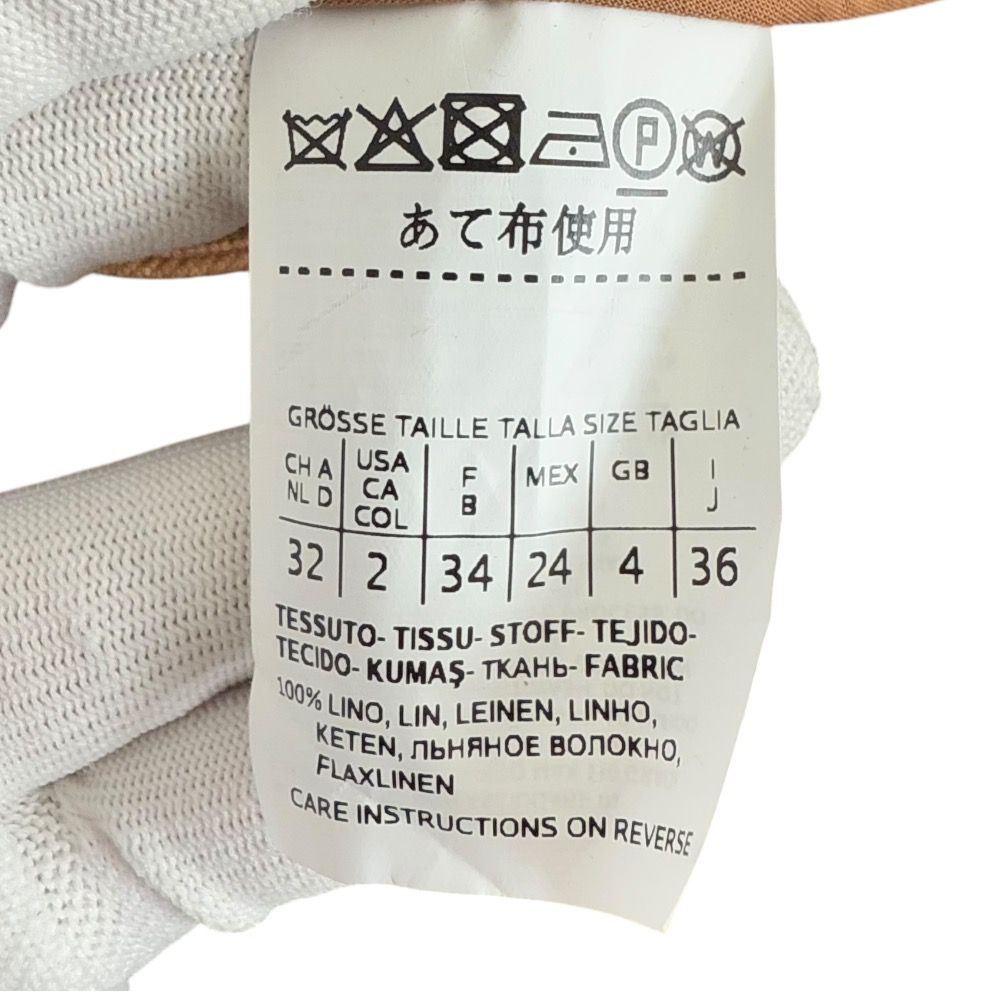 P W
あて布使用
GRÖSSE TAILLE TALLA SIZE TAGLIA
CH A NL D | USA CA COL | F B | MEX | GB | I J
32 | 2 | 34 | 24 | 4 | 36
TESSUTO- TISSU- STOFF- TEJIDO-
TECIDO- KUMAŞ- ТКАНЬ- FABRIC
100% LINO, LIN, LEINEN, LINHO,
KETEN, ЛЬНЯНОЕ ВОЛОКНО,
FLAXLINEN
CARE INSTRUCTIONS ON REVERSE